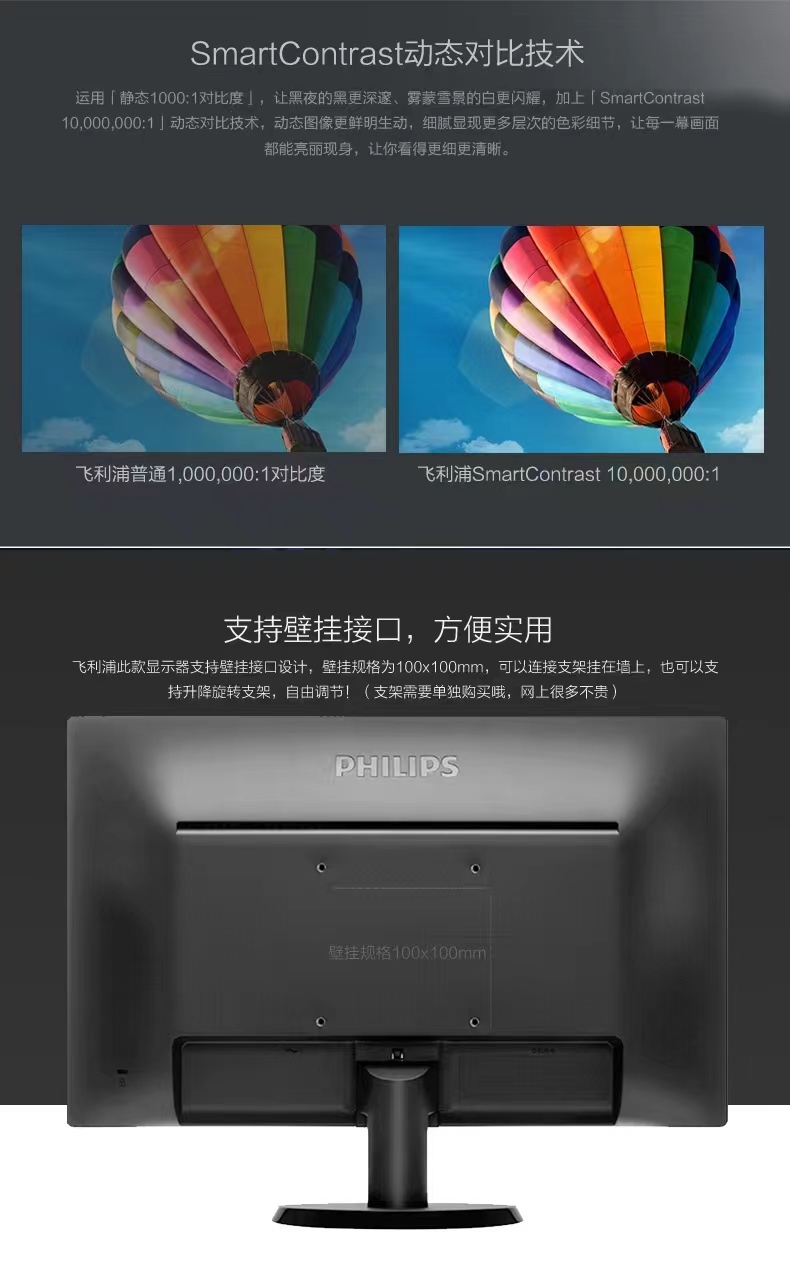 SmartContrast动态对比技术
运用「静态1000:1对比度」，让黑夜的黑更深邃、雾蒙雪景的白更闪耀，加上「SmartContrast
10,000,000:1」动态对比技术，动态图像更鲜明生动，细腻显现更多层次的色彩细节，让每一幕画面
都能亮丽现身，让你看得更细更清晰。
飞利浦普通1,000,000:1对比度
飞利浦SmartContrast 10,000,000:1
支持壁挂接口，方便实用
飞利浦此款显示器支持壁挂接口设计，壁挂规格为100x100mm，可以连接支架挂在墙上，也可以支
持升降旋转支架，自由调节！（支架需要单独购买哦，网上很多不贵）
PHILIPS
壁挂规格100x100mm